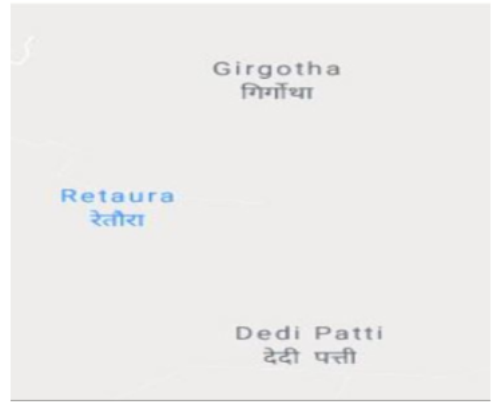 Girgotha
गिर्गोथा
Retaura
रेतौरा
Dedi Patti
देदी पत्ती